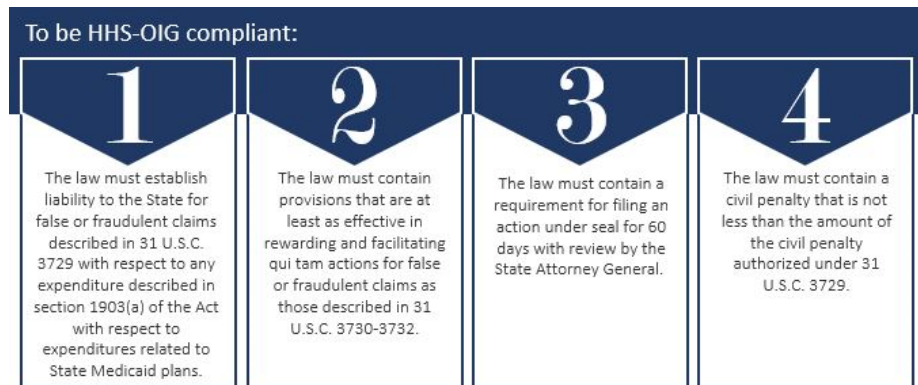 To be HHS-OIG compliant:
1
The law must establish
liability to the State for
false or fraudulent claims
described in 31 U.S.C.
3729 with respect to any
expenditure described in
section 1903(a) of the Act
with respect to
expenditures related to
State Medicaid plans.
2
The law must contain
provisions that are at
least as effective in
rewarding and facilitating
qui tam actions for false
or fraudulent claims as
those described in 31
U.S.C. 3730-3732.
3
The law must contain a
requirement for filing an
action under seal for 60
days with review by the
State Attorney General.
4
The law must contain a
civil penalty that is not
less than the amount of
the civil penalty
authorized under 31
U.S.C. 3729.